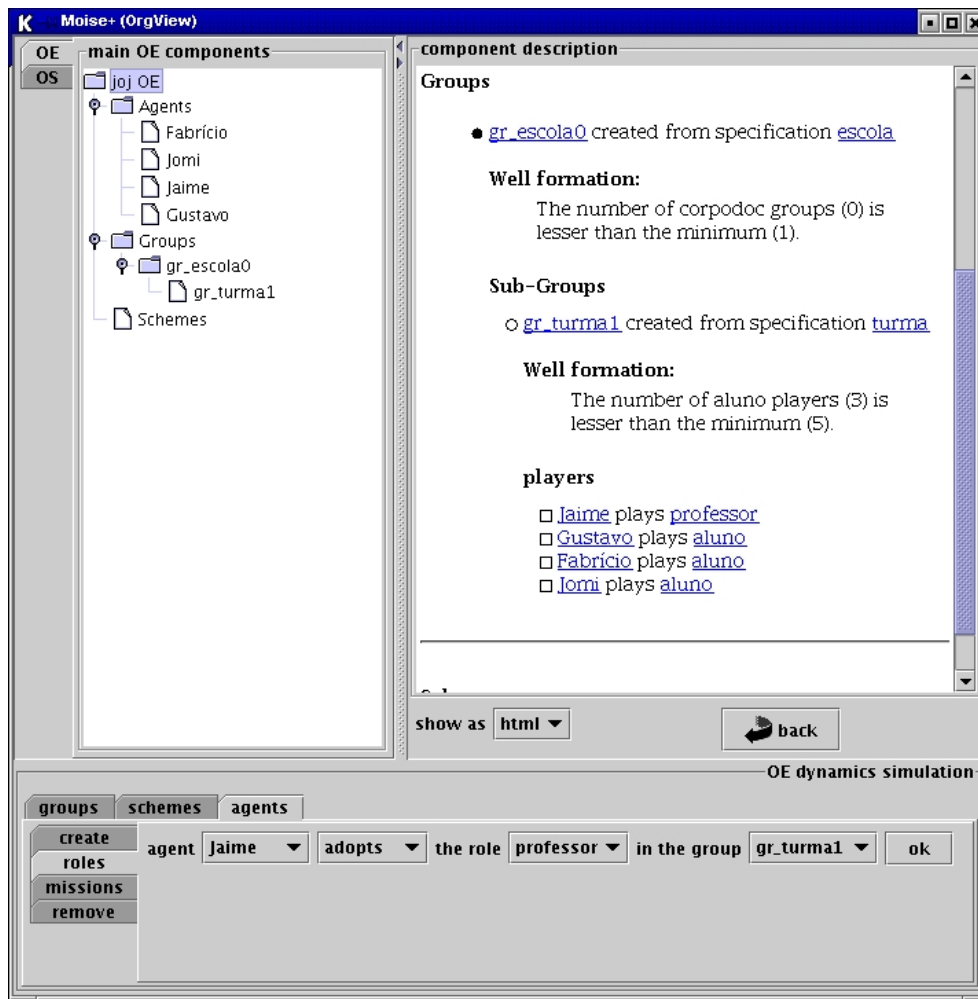 Moise+ (OrgView)
OE
OS
main OE components
joj OE
Agents
Fabrício
Jomi
Jaime
Gustavo
Groups
gr_escola0
gr_turma1
Schemes
component description
Groups
gr_escola0 created from specification escola
Well formation:
The number of corpodoc groups (0) is
lesser than the minimum (1).
Sub-Groups
gr_turma1 created from specification turma
Well formation:
The number of aluno players (3) is
lesser than the minimum (5).
players
Jaime plays professor
Gustavo plays aluno
Fabrício plays aluno
Jomi plays aluno
show as html
back
OE dynamics simulation
groups schemes agents
create
roles
missions
remove
agent Jaime adopts the role professor in the group gr_turma1 ok